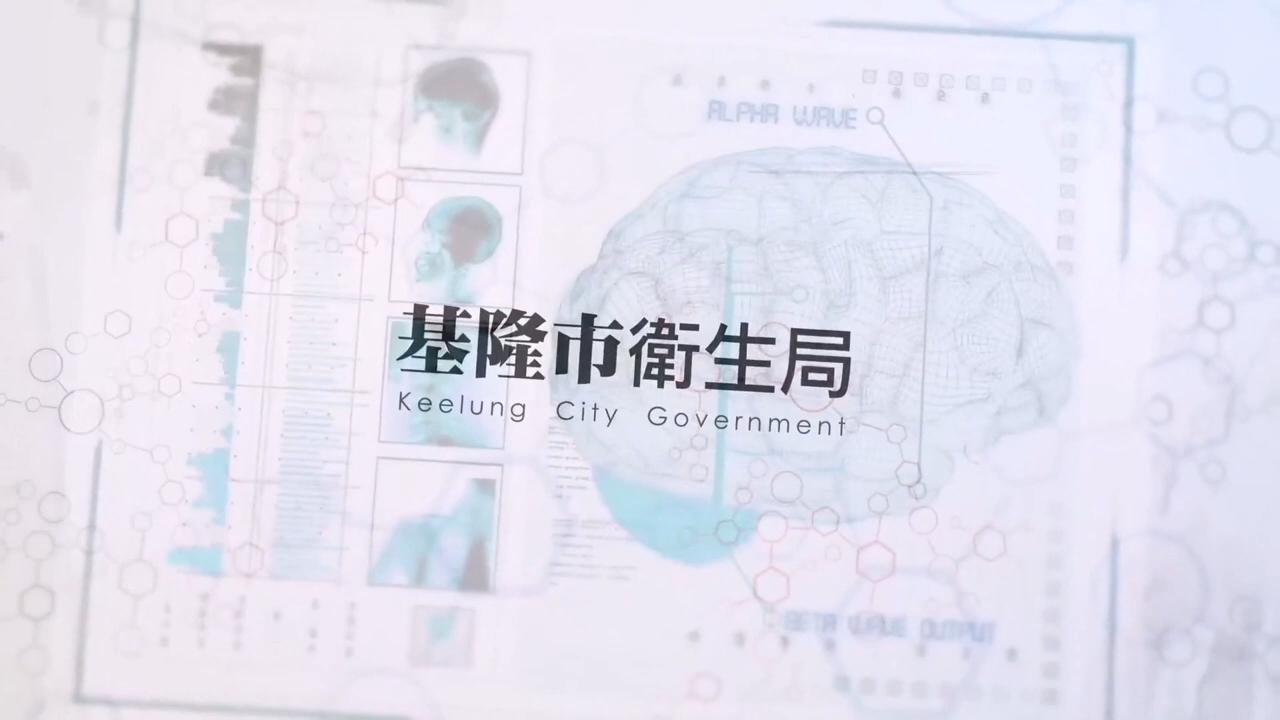 ALPHA WAVE
基隆市衛生局
Keelung City Government
BETA WAVE OUTPUT